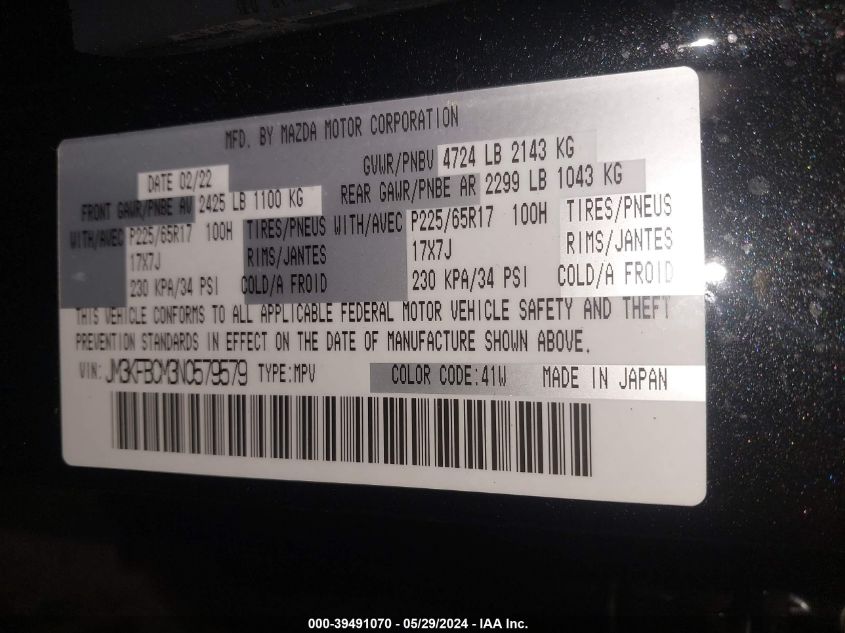 MFD. BY MAZDA MOTOR CORPORATION
DATE 02/22 GVWR/PNBV 4724 LB 2143 KG
FRONT GAWR/PNBE AV 2425 LB 1100 KG REAR GAWR/PNBE AR 2299 LB 1043 KG
WITH/AVEC P225/65R17 100H TIRES/PNEUS WITH/AVEC P225/65R17 100H TIRES/PNEUS
17X7J RIMS/JANTES 17X7J RIMS/JANTES
230 KPA/34 PSI COLD/A FROID 230 KPA/34 PSI COLD/A FROID
THIS VEHICLE CONFORMS TO ALL APPLICABLE FEDERAL MOTOR VEHICLE SAFETY AND THEFT
PREVENTION STANDARDS IN EFFECT ON THE DATE OF MANUFACTURE SHOWN ABOVE.
VIN: JM3KFBCM3N0579579 TYPE:MPV COLOR CODE:41W MADE IN JAPAN
000-39491070 - 05/29/2024 - IAA Inc.